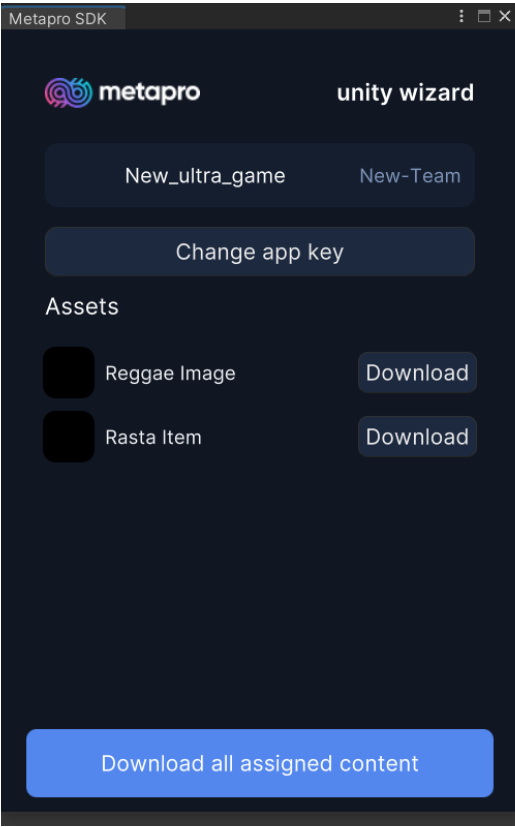 Metapro SDK
metapro unity wizard
New_ultra_game New-Team
Change app key
Assets
Reggae Image Download
Rasta Item Download
Download all assigned content